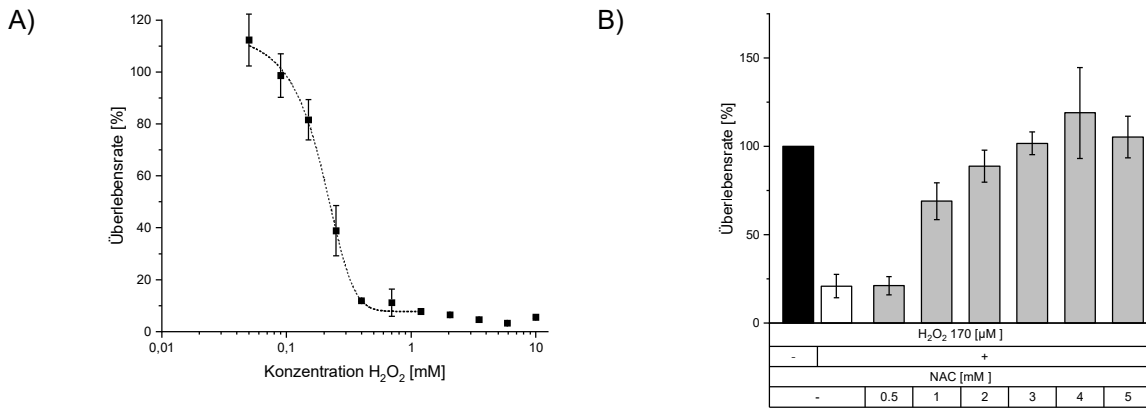 A)
Überlebensrate [%]
120
100
80
60
40
20
0
0,01
0,1
1
10
Konzentration H₂O₂ [mM]
B)
Überlebensrate [%]
150
100
50
0
H₂O₂ 170 [µM]
- +
NAC [mM ]
- 0.5 1 2 3 4 5